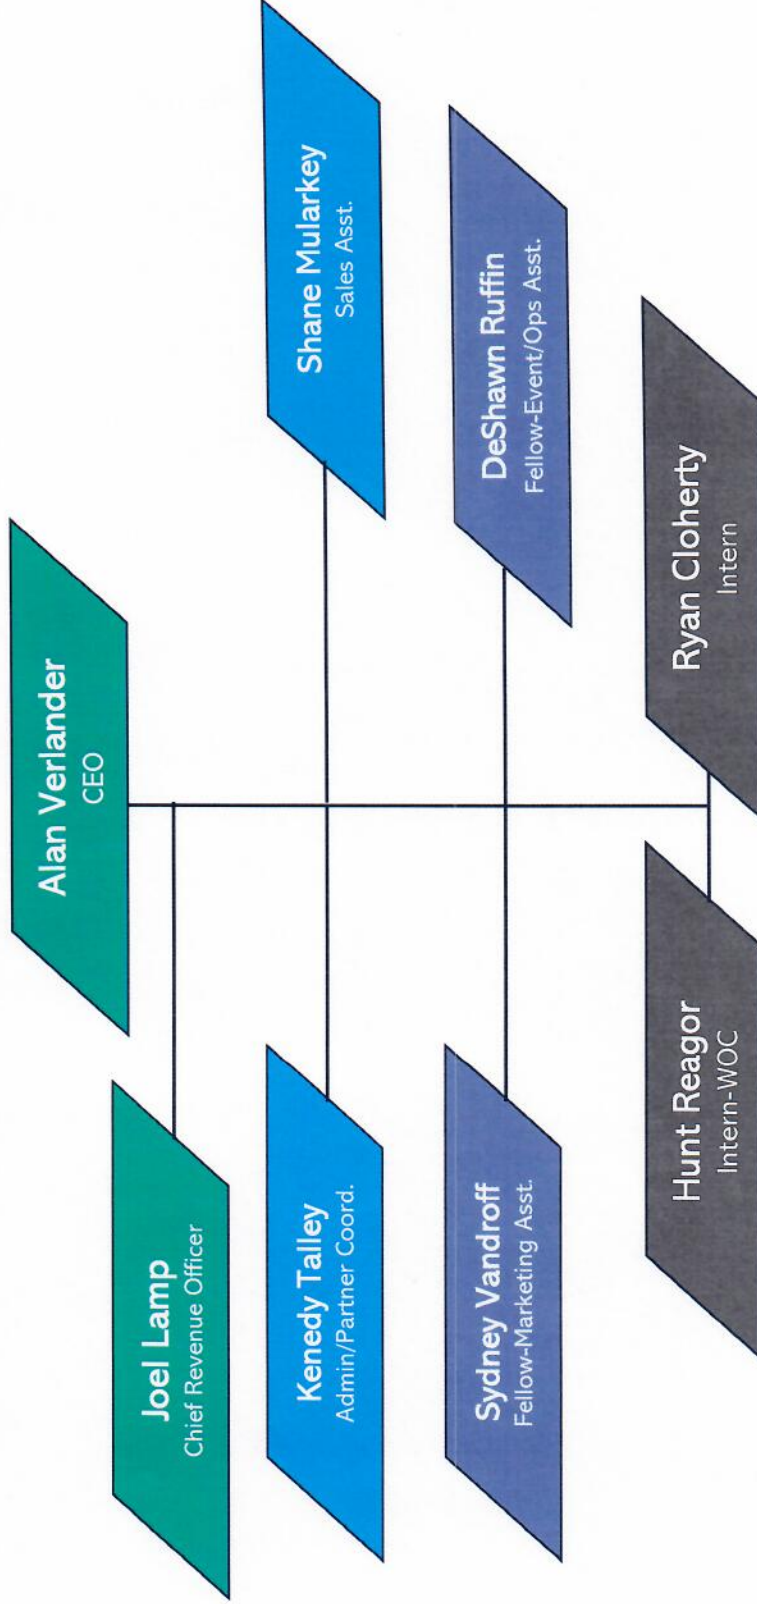 Alan Verlander
CEO
Joel Lamp
Chief Revenue Officer
Kenedy Talley
Admin/Partner Coord.
Shane Mularkey
Sales Asst.
Sydney Vandroff
Fellow-Marketing Asst.
DeShawn Ruffin
Fellow-Event/Ops Asst.
Hunt Reagor
Intern-WOC
Ryan Cloherty
Intern